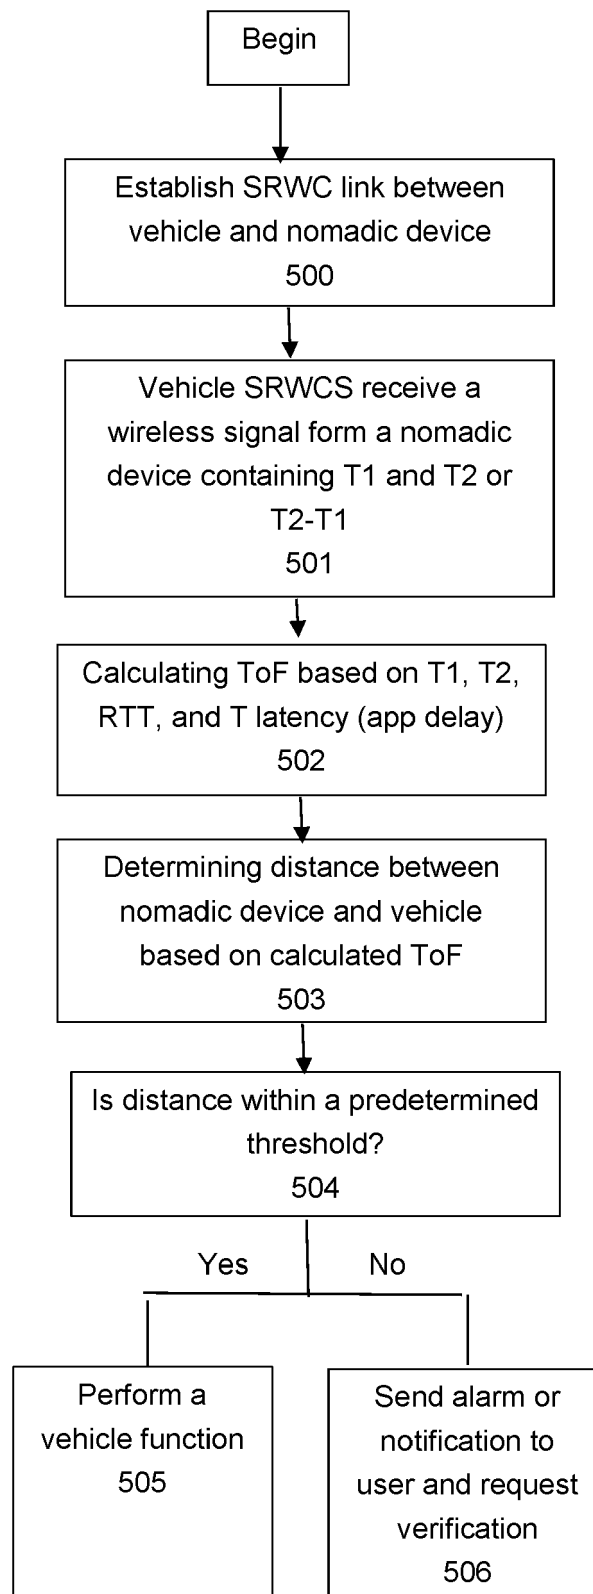 Begin
Establish SRWC link between
vehicle and nomadic device
500
Vehicle SRWCS receive a
wireless signal form a nomadic
device containing T1 and T2 or
T2-T1
501
Calculating ToF based on T1, T2,
RTT, and T latency (app delay)
502
Determining distance between
nomadic device and vehicle
based on calculated ToF
503
Is distance within a predetermined
threshold?
504
Yes
No
Perform a
vehicle function
505
Send alarm or
notification to
user and request
verification
506